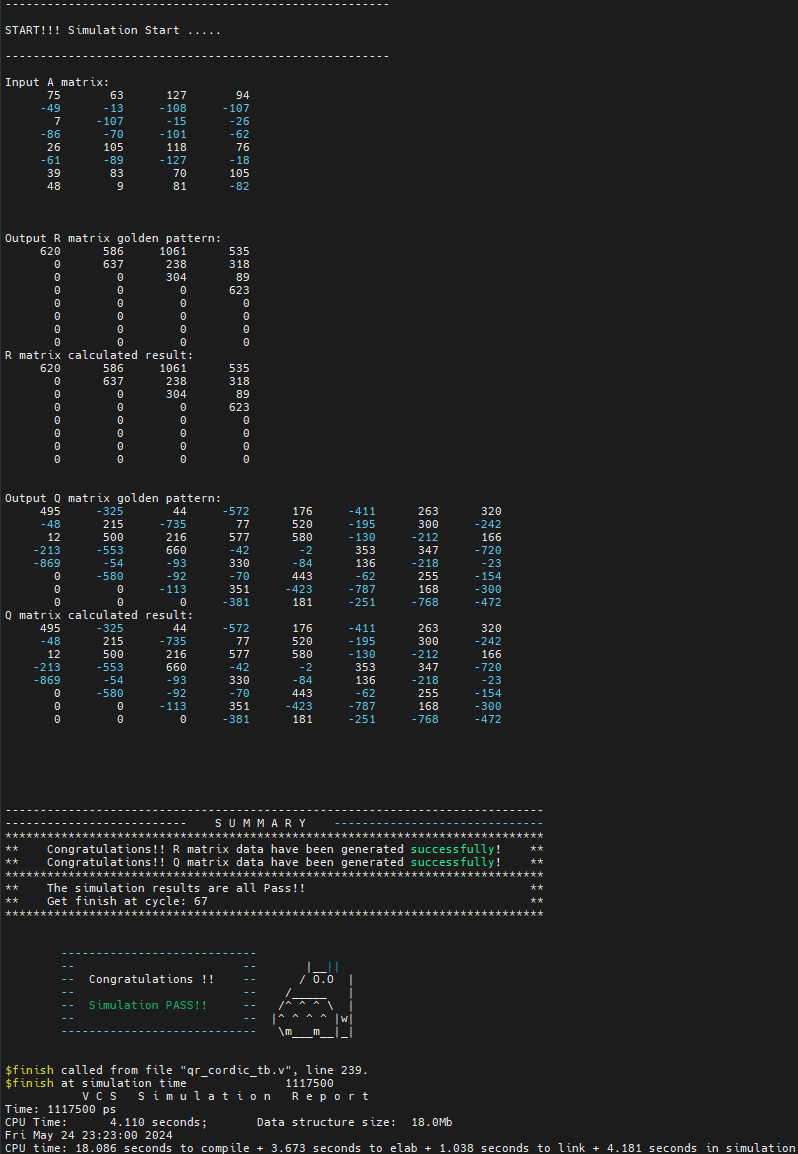 -------------------------------------------------------
START!!! Simulation Start .....
-------------------------------------------------------
Input A matrix:
75 63 127 94
-49 -13 -108 -107
7 -107 -15 -26
-86 -70 -101 -62
26 105 118 76
-61 -89 -127 -18
39 83 70 105
48 9 81 -82
Output R matrix golden pattern:
620 586 1061 535
0 637 238 318
0 0 304 89
0 0 0 623
0 0 0 0
0 0 0 0
0 0 0 0
0 0 0 0
R matrix calculated result:
620 586 1061 535
0 637 238 318
0 0 304 89
0 0 0 623
0 0 0 0
0 0 0 0
0 0 0 0
0 0 0 0
Output Q matrix golden pattern:
495 -325 44 -572 176 -411 263 320
-48 215 -735 77 520 -195 300 -242
12 500 216 577 580 -130 -212 166
-213 -553 660 -42 -2 353 347 -720
-869 -54 -93 330 -84 136 -218 -23
0 -580 -92 -70 443 -62 255 -154
0 0 -113 351 -423 -787 168 -300
0 0 0 -381 181 -251 -768 -472
Q matrix calculated result:
495 -325 44 -572 176 -411 263 320
-48 215 -735 77 520 -195 300 -242
12 500 216 577 580 -130 -212 166
-213 -553 660 -42 -2 353 347 -720
-869 -54 -93 330 -84 136 -218 -23
0 -580 -92 -70 443 -62 255 -154
0 0 -113 351 -423 -787 168 -300
0 0 0 -381 181 -251 -768 -472
-----------------------------------------------------------------------------
-------------------------- S U M M A R Y ------------------------------
*****************************************************************************
** Congratulations!! R matrix data have been generated successfully! **
** Congratulations!! Q matrix data have been generated successfully! **
*****************************************************************************
** The simulation results are all Pass!! **
** Get finish at cycle: 67 **
*****************************************************************************
----------------------------
-- -- |__||
-- Congratulations !! -- / O.O |
-- -- /_____ |
-- Simulation PASS!! -- /^ ^ ^ \ |
-- -- |^ ^ ^ ^ |w|
---------------------------- \m___m__|_|
$finish called from file "qr_cordic_tb.v", line 239.
$finish at simulation time 1117500
V C S S i m u l a t i o n R e p o r t
Time: 1117500 ps
CPU Time: 4.110 seconds; Data structure size: 18.0Mb
Fri May 24 23:23:00 2024
CPU time: 18.086 seconds to compile + 3.673 seconds to elab + 1.038 seconds to link + 4.181 seconds in simulation